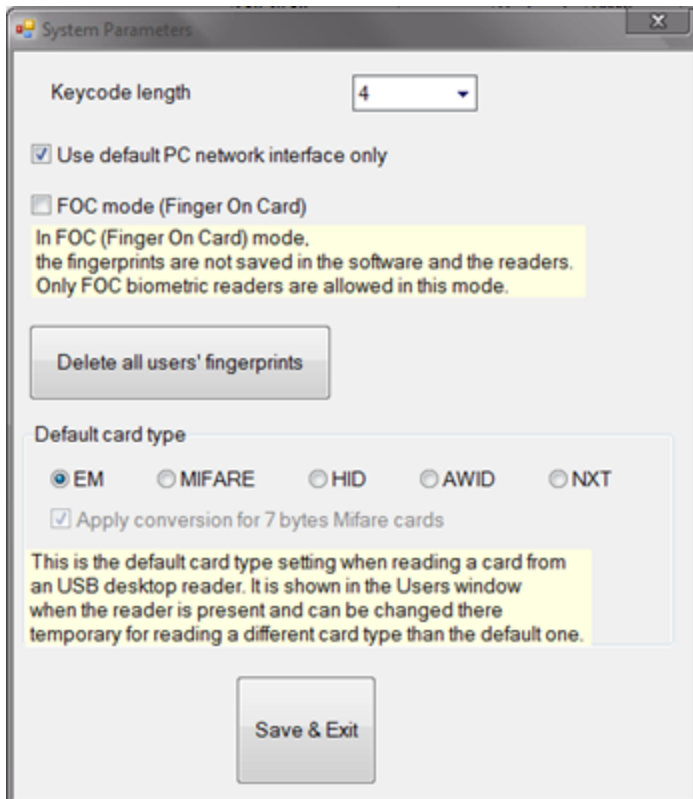 System Parameters
Keycode length 4
Use default PC network interface only
FOC mode (Finger On Card)
In FOC (Finger On Card) mode,
the fingerprints are not saved in the software and the readers.
Only FOC biometric readers are allowed in this mode.
Delete all users' fingerprints
Default card type
EM MIFARE HID AWID NXT
Apply conversion for 7 bytes Mifare cards
This is the default card type setting when reading a card from
an USB desktop reader. It is shown in the Users window
when the reader is present and can be changed there
temporary for reading a different card type than the default one.
Save & Exit